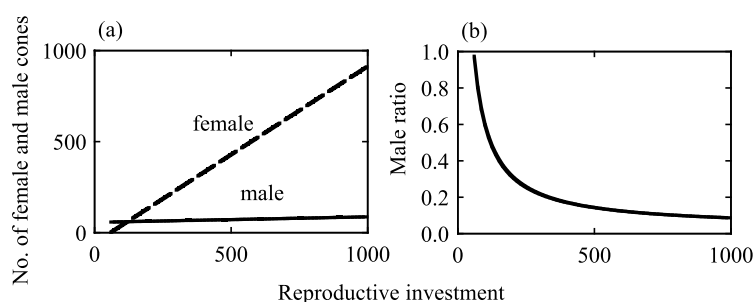 (a)
No. of female and male cones
1000
500
0
female
male
0 500 1000
(b)
Male ratio
1.0
0.8
0.6
0.4
0.2
0.0
0 500 1000
Reproductive investment